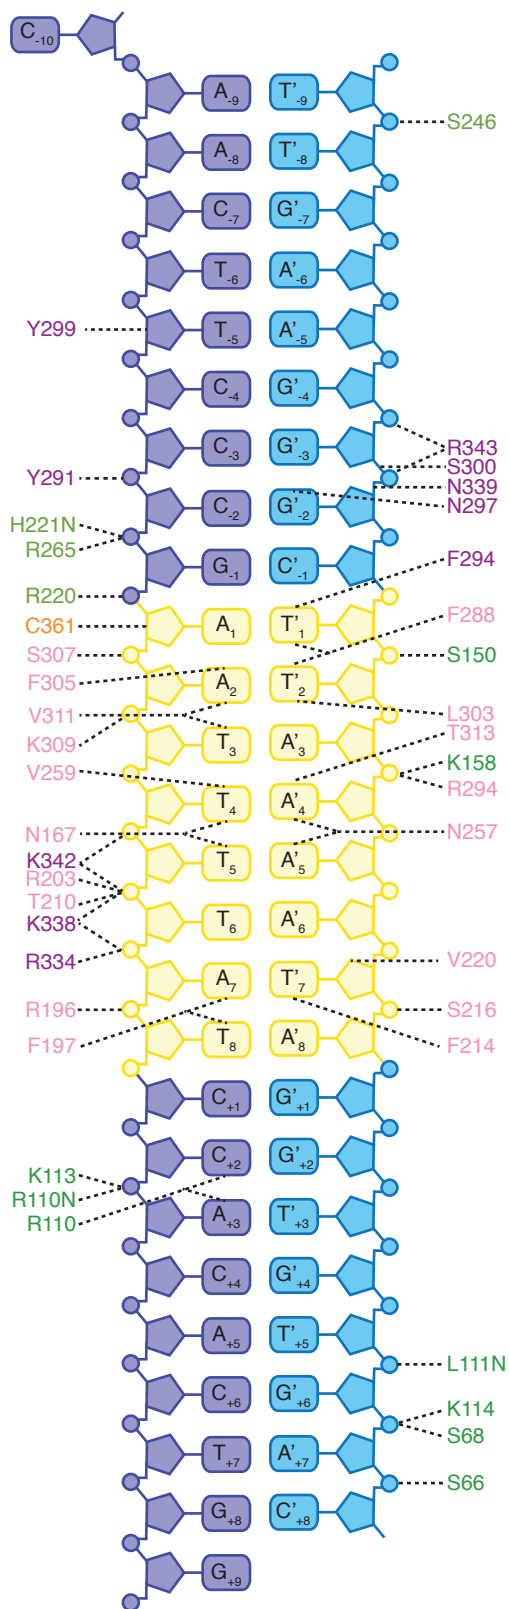 C-10
A-9 T'-9
S246
A-8 T'-8
C-7 G'-7
T-6 A'-6
Y299 T-5 A'-5
C-4 G'-4
C-3 G'-3 R343
S300
Y291 N339
C-2 G'-2 N297
H221N
R265 G-1 C'-1 F294
R220
C361 A1 T'1 F288
S307 S150
F305 A2 T'2
V311 L303
K309 T3 A'3 T313
K158
V259 T4 A'4 R294
N167 N257
K342 T5 A'5
R203
T210
K338 T6 A'6
R334 V220
A7 T'7
R196 S216
F197 T8 A'8 F214
C+1 G'+1
C+2 G'+2
K113
R110N
R110 A+3 T'+3
C+4 G'+4
A+5 T'+5
L111N
C+6 G'+6 K114
S68
T+7 A'+7
S66
G+8 C'+8
G+9